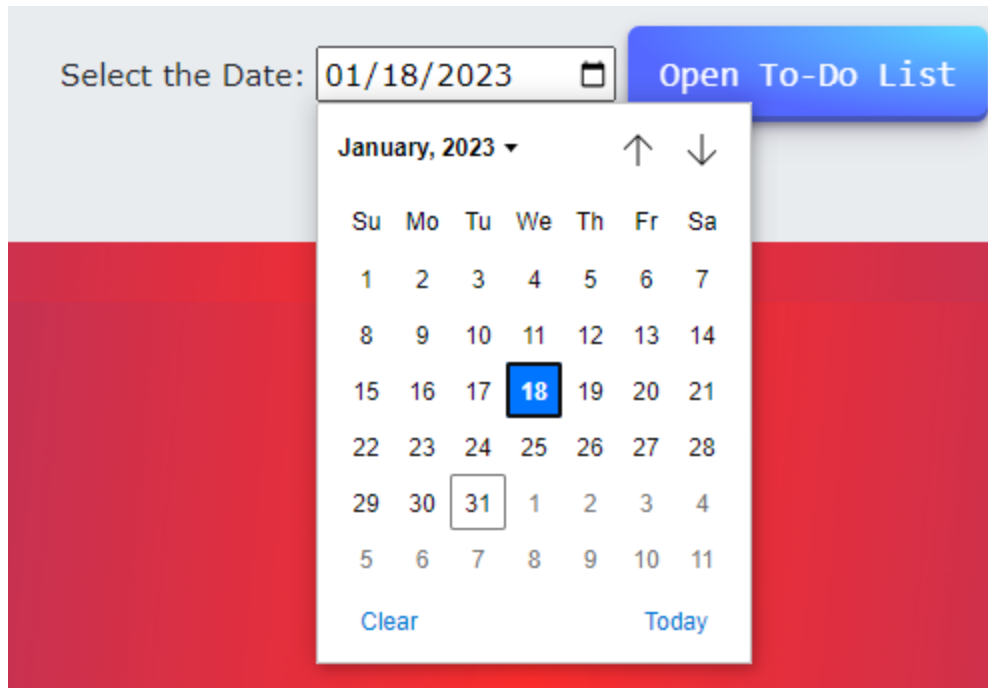 Select the Date: 01/18/2023 Open To-Do List
January, 2023
Su Mo Tu We Th Fr Sa
1 2 3 4 5 6 7
8 9 10 11 12 13 14
15 16 17 18 19 20 21
22 23 24 25 26 27 28
29 30 31 1 2 3 4
5 6 7 8 9 10 11
Clear Today